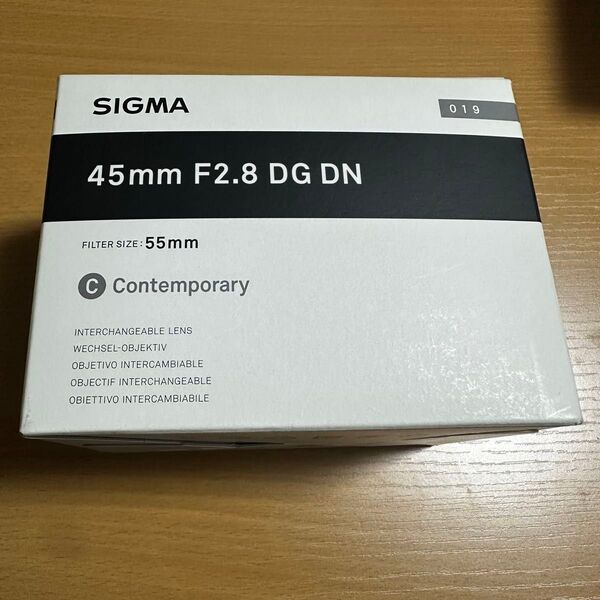 SIGMA
019
45mm F2.8 DG DN
FILTER SIZE: 55mm
C Contemporary
INTERCHANGEABLE LENS
WECHSEL-OBJEKTIV
OBJETIVO INTERCAMBIABLE
OBJECTIF INTERCHANGEABLE
OBIETTIVO INTERCAMBIABILE